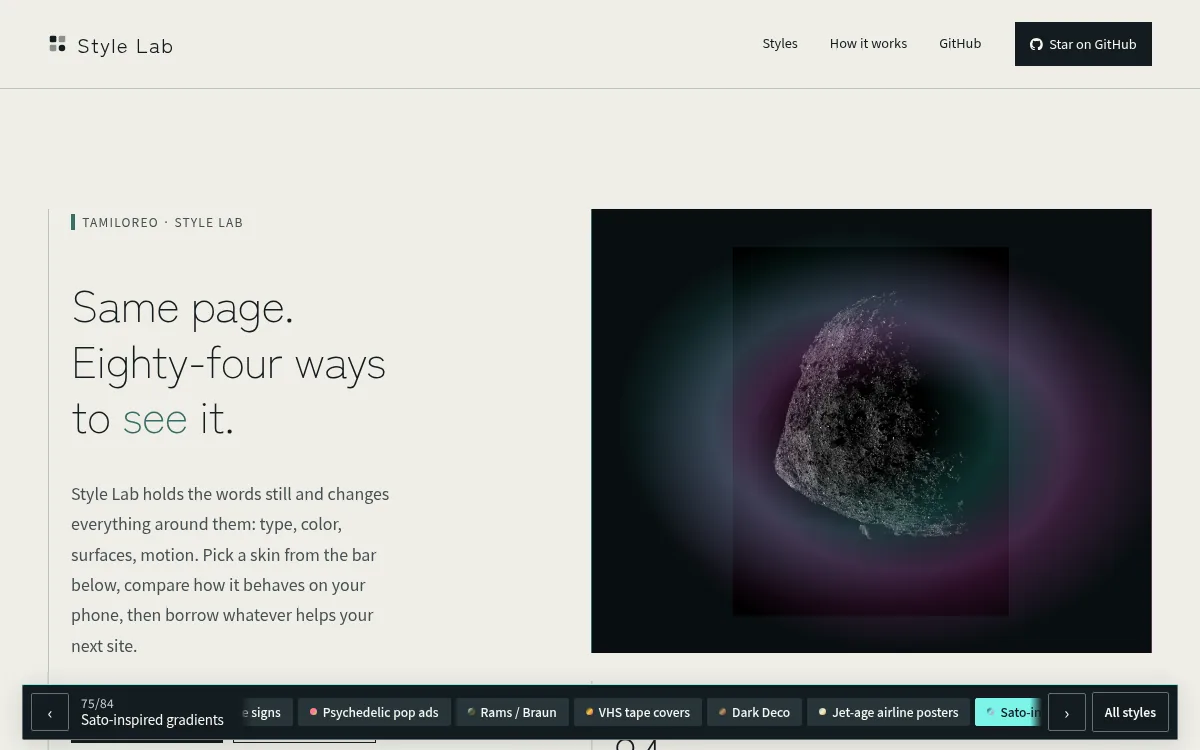 Style Lab
Styles
How it works
GitHub
Star on GitHub
TAMILOREO · STYLE LAB
Same page.
Eighty-four ways
to see it.
Style Lab holds the words still and changes
everything around them: type, color,
surfaces, motion. Pick a skin from the bar
below, compare how it behaves on your
phone, then borrow whatever helps your
next site.
‹
75/84
Sato-inspired gradients
signs
Psychedelic pop ads
Rams / Braun
VHS tape covers
Dark Deco
Jet-age airline posters
›
All styles